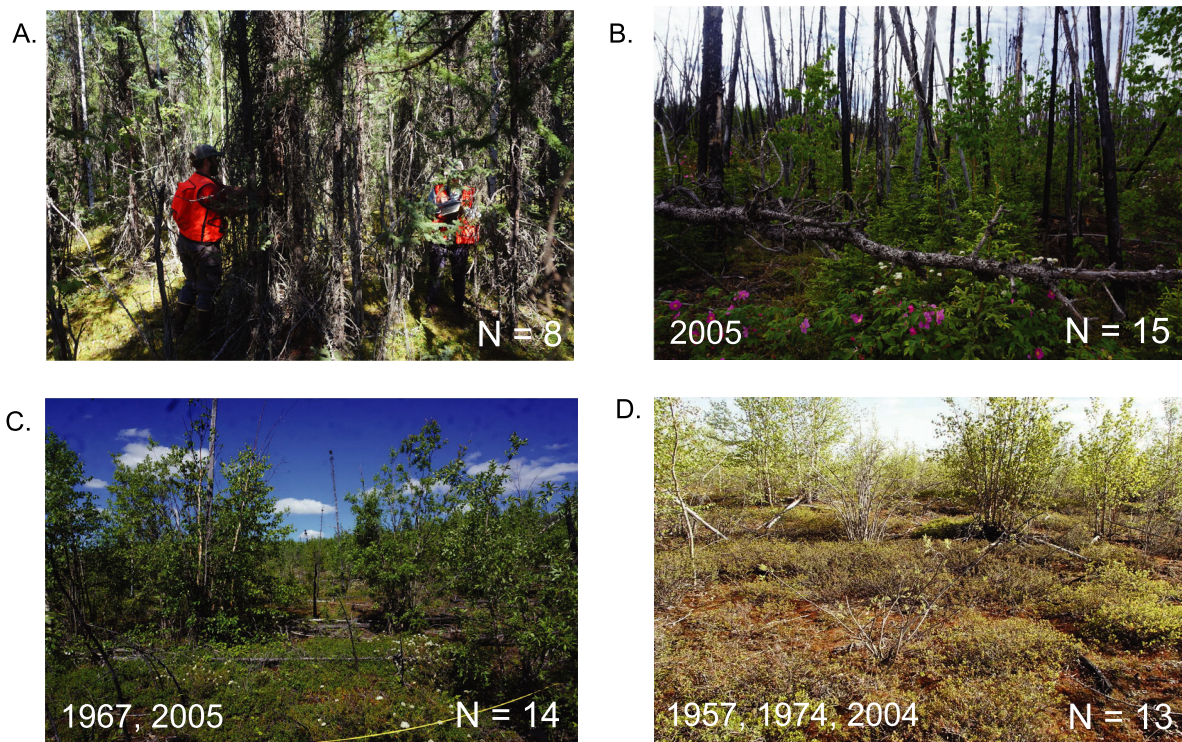 A.
N = 8
B.
2005
N = 15
C.
1967, 2005
N = 14
D.
1957, 1974, 2004
N = 13